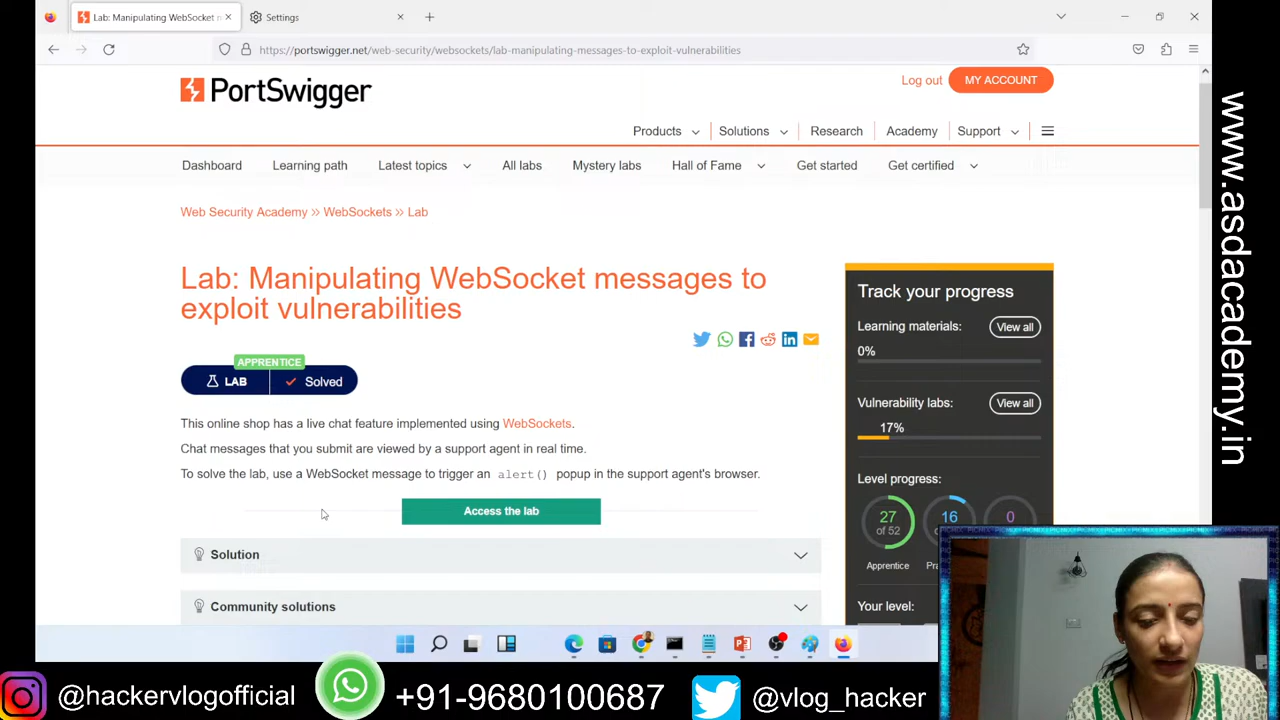 Lab: Manipulating WebSocket n
Settings
https://portswigger.net/web-security/websockets/lab-manipulating-messages-to-exploit-vulnerabilities
PortSwigger
Log out
MY ACCOUNT
Products
Solutions
Research
Academy
Support
Dashboard
Learning path
Latest topics
All labs
Mystery labs
Hall of Fame
Get started
Get certified
Web Security Academy >> WebSockets >> Lab
Lab: Manipulating WebSocket messages to
exploit vulnerabilities
APPRENTICE
LAB
Solved
This online shop has a live chat feature implemented using WebSockets.
Chat messages that you submit are viewed by a support agent in real time.
To solve the lab, use a WebSocket message to trigger an alert() popup in the support agent's browser.
Access the lab
Solution
Community solutions
Track your progress
Learning materials:
View all
0%
Vulnerability labs:
View all
17%
Level progress:
27
of 52
16
0
Apprentice
Pra
Your level:
www.asdacademy.in
@hackervlogofficial
+91-9680100687
@vlog_hacker